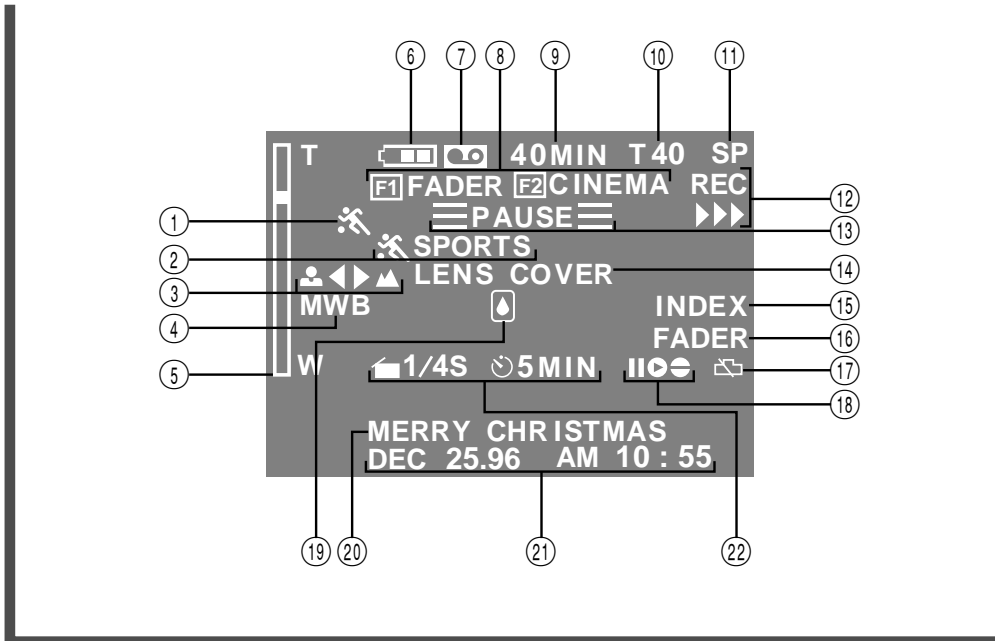 6 7 8 9 10 11
T 40MIN T40 SP
F1 FADER F2 CINEMA REC
12
PAUSE
1
13
SPORTS
2
LENS COVER
14
3
MWB INDEX
15
4
FADER
16
W 1/4S 5MIN
5
17
18
MERRY CHRISTMAS
DEC 25.96 AM 10 : 55
19 20 21 22